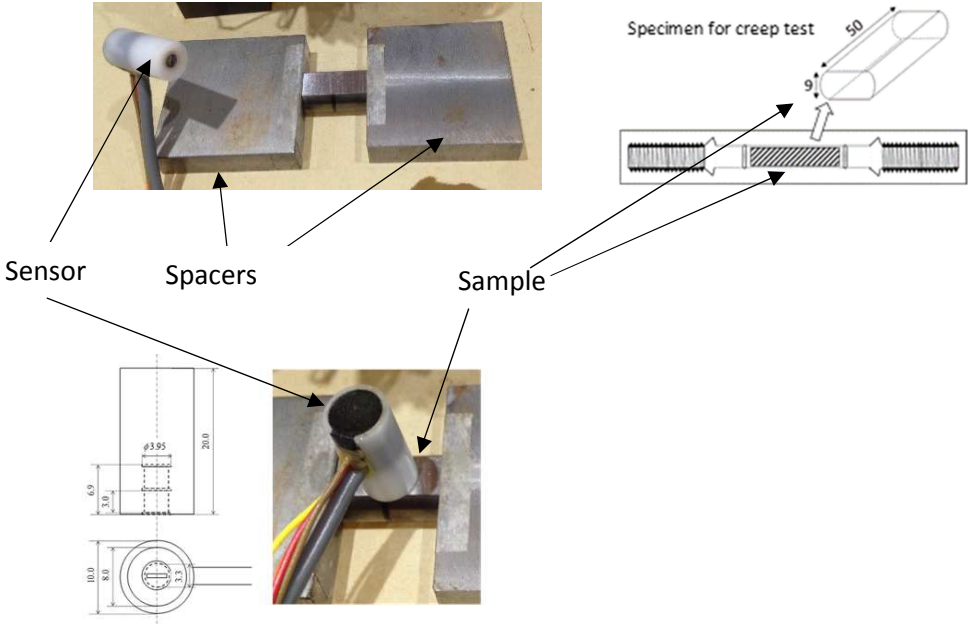 Specimen for creep test
50
9
Sensor
Spacers
Sample
ϕ3.95
20.0
6.9
3.0
10.0
8.0
3.3